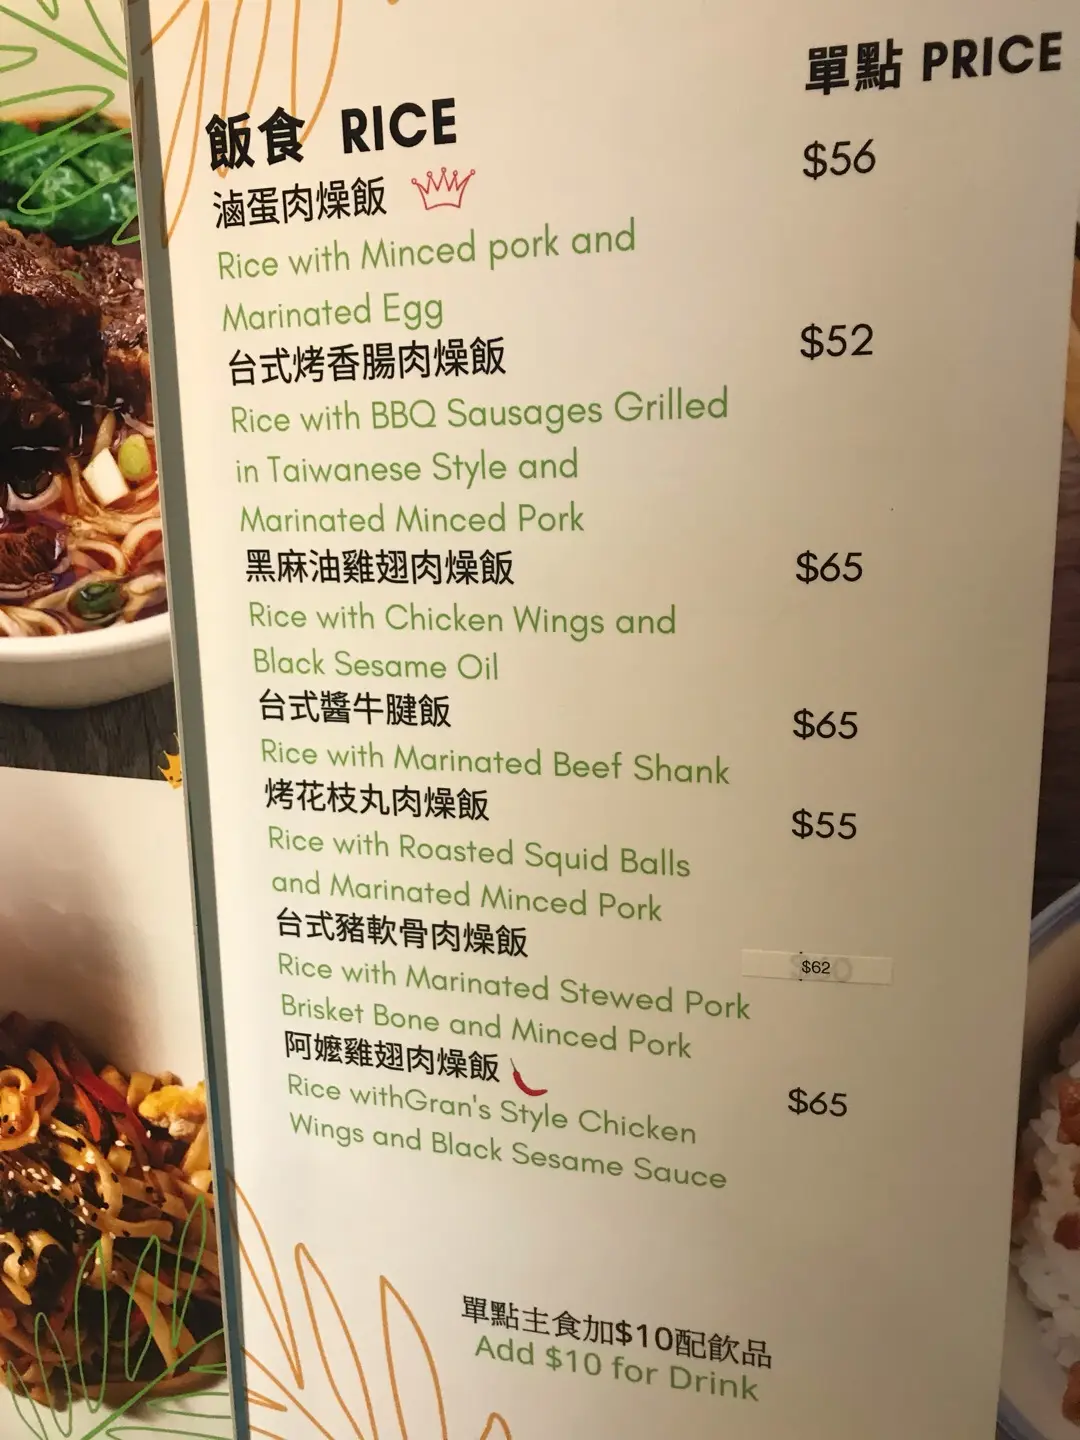 單點 PRICE
飯食 RICE
滷蛋肉燥飯 $56
Rice with Minced pork and
Marinated Egg
台式烤香腸肉燥飯 $52
Rice with BBQ Sausages Grilled
in Taiwanese Style and
Marinated Minced Pork
黑麻油雞翅肉燥飯 $65
Rice with Chicken Wings and
Black Sesame Oil
台式醬牛腱飯 $65
Rice with Marinated Beef Shank
烤花枝丸肉燥飯 $55
Rice with Roasted Squid Balls
and Marinated Minced Pork
台式豬軟骨肉燥飯 $62
Rice with Marinated Stewed Pork
Brisket Bone and Minced Pork
阿嬤雞翅肉燥飯 $65
Rice withGran's Style Chicken
Wings and Black Sesame Sauce
單點主食加$10配飲品
Add $10 for Drink